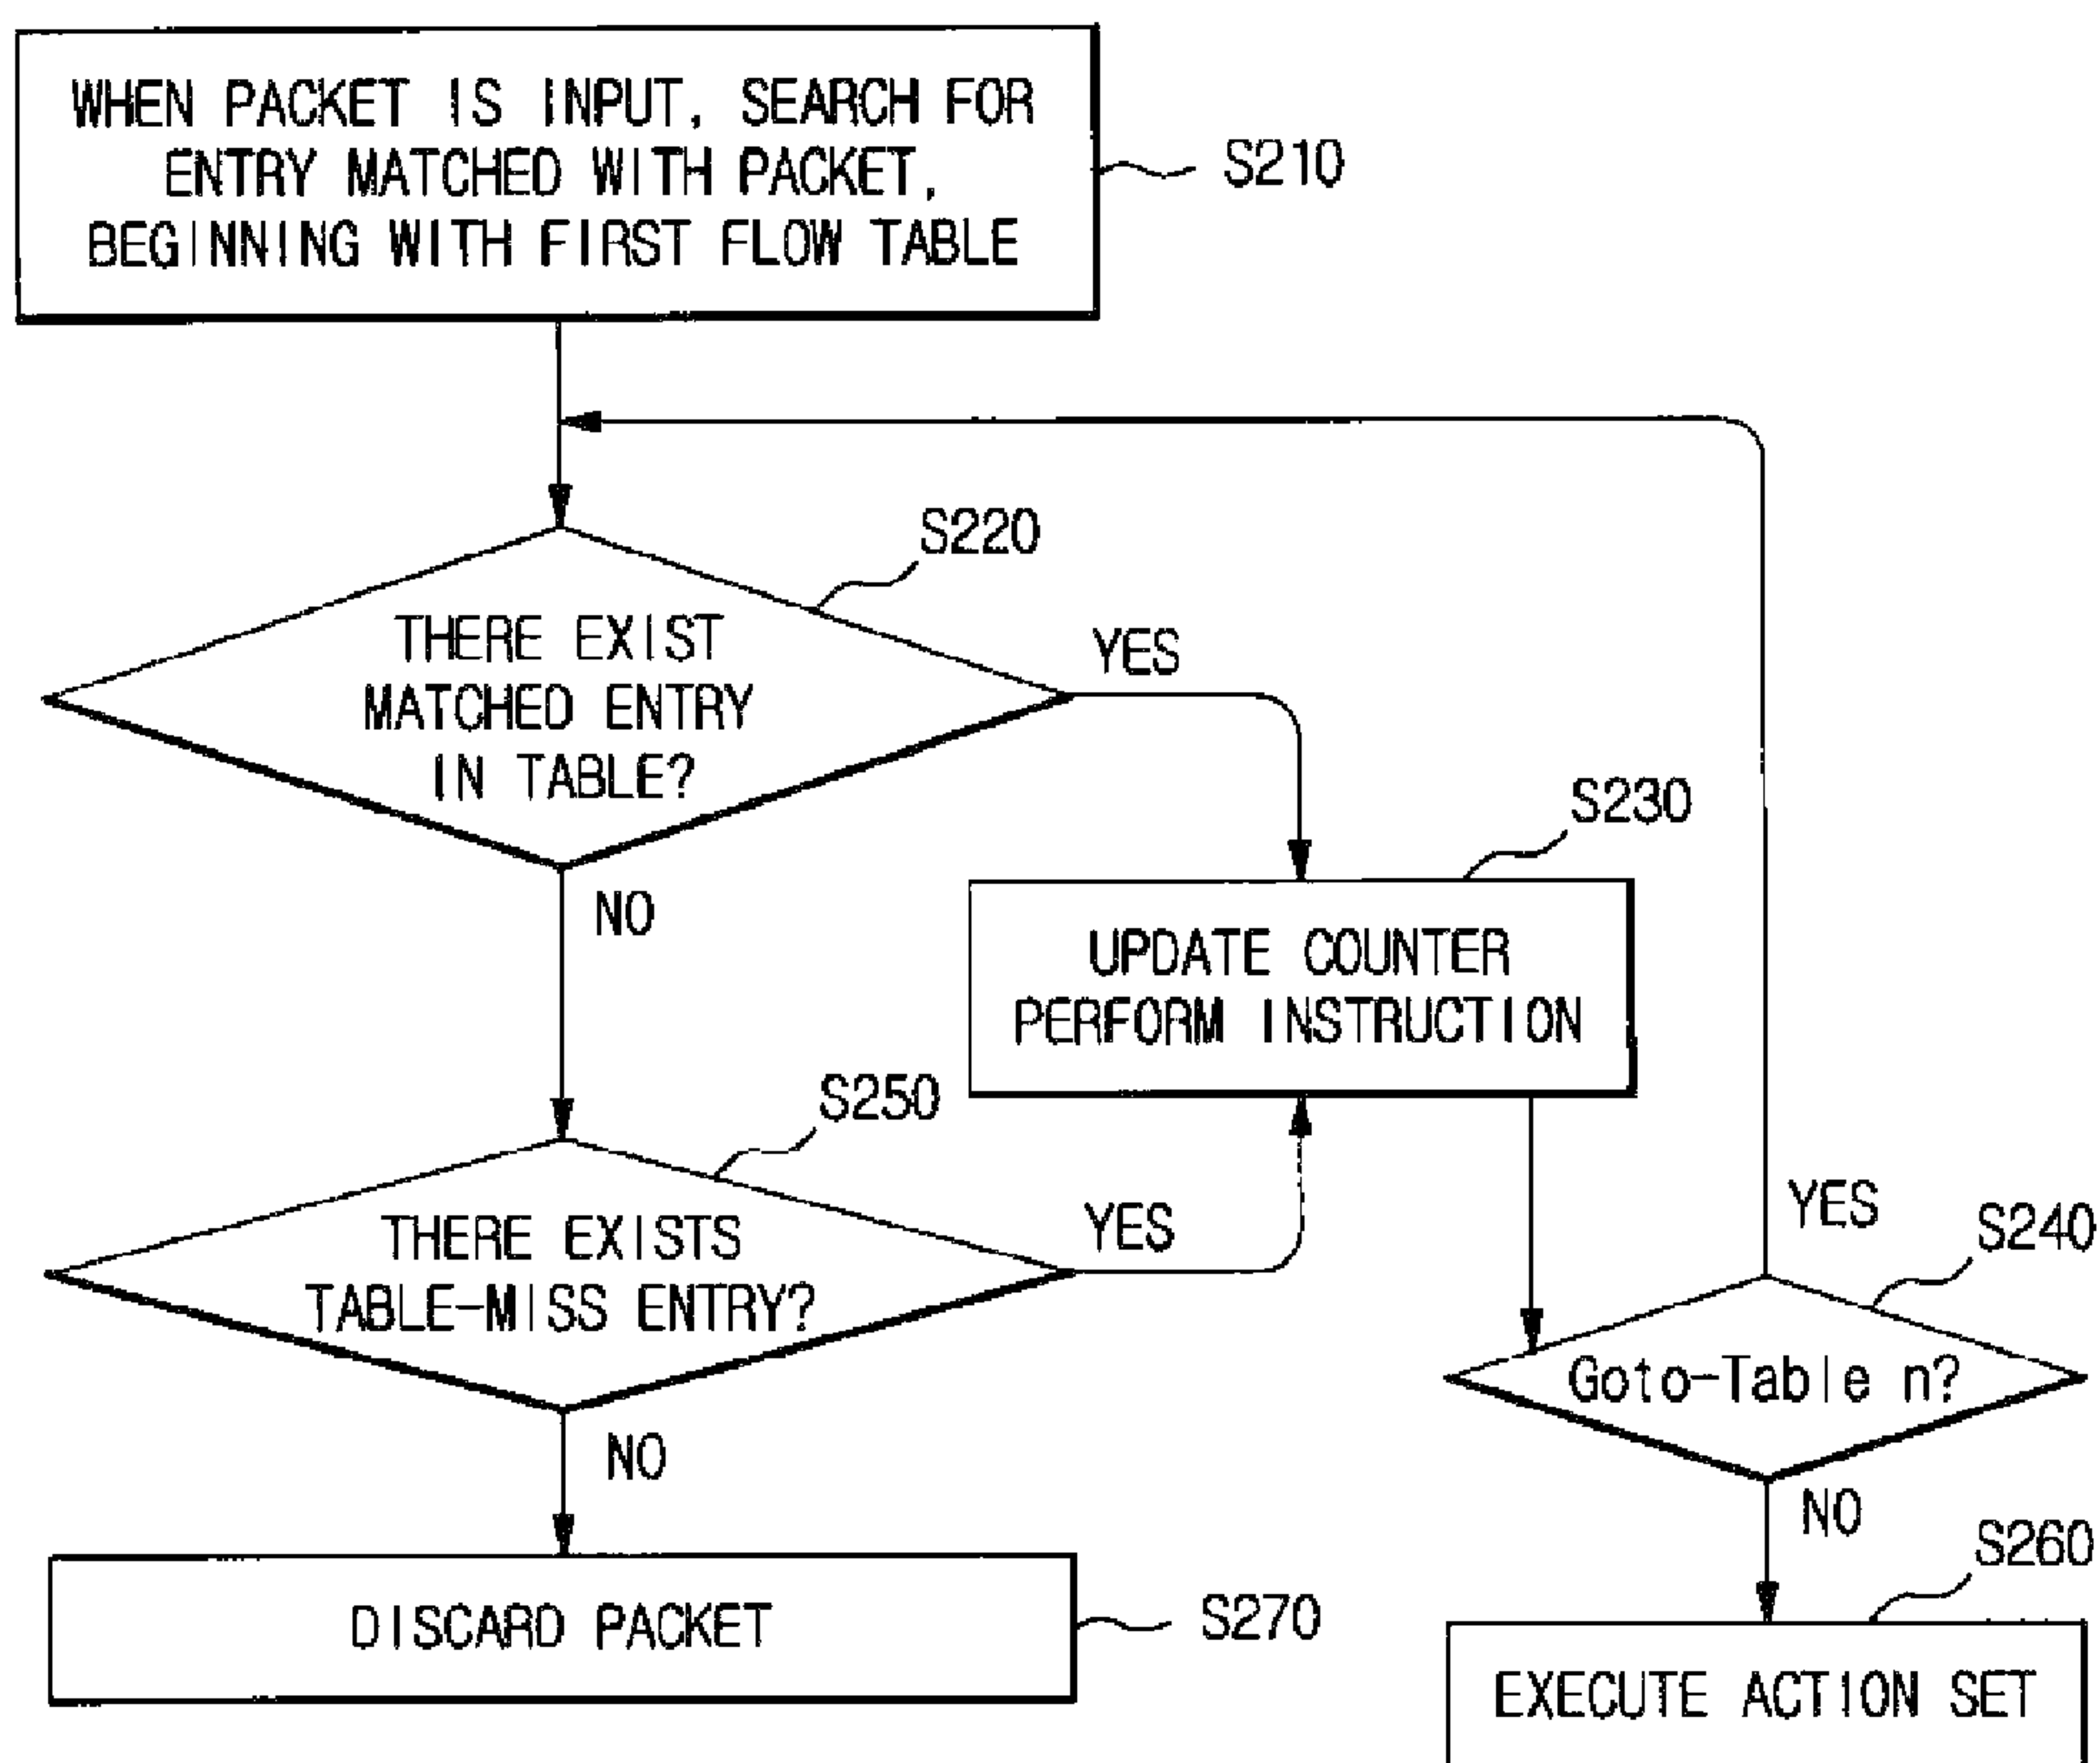 WHEN PACKET IS INPUT, SEARCH FOR
ENTRY MATCHED WITH PACKET,
BEGINNING WITH FIRST FLOW TABLE
S210
S220
THERE EXIST
MATCHED ENTRY
IN TABLE?
YES
NO
S230
UPDATE COUNTER
PERFORM INSTRUCTION
S250
THERE EXISTS
TABLE-MISS ENTRY?
YES
NO
YES
S240
Goto-Table n?
NO
S260
EXECUTE ACTION SET
DISCARD PACKET
S270